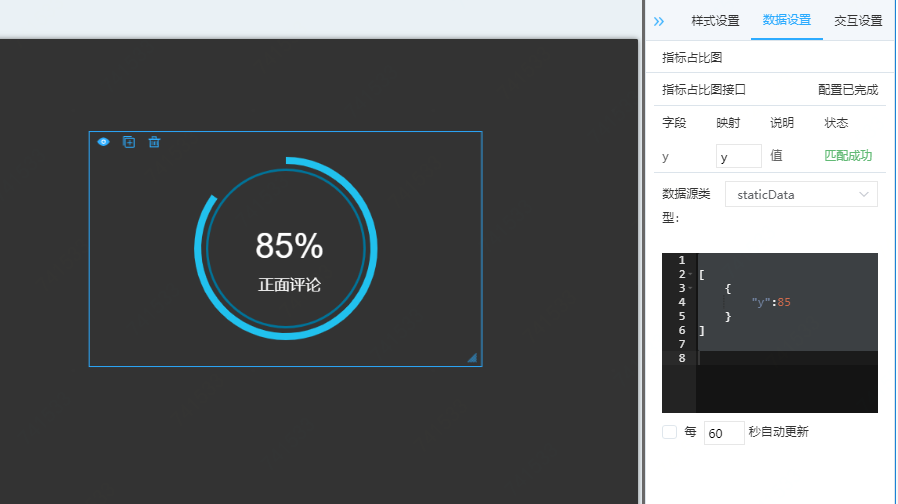 样式设置 数据设置 交互设置
指标占比图
指标占比图接口 配置已完成
字段 映射 说明 状态
y y 值 匹配成功
数据源类型: staticData
1
2 [
3 {
4 "y":85
5 }
6 ]
7
8
每 60 秒自动更新
85%
正面评论